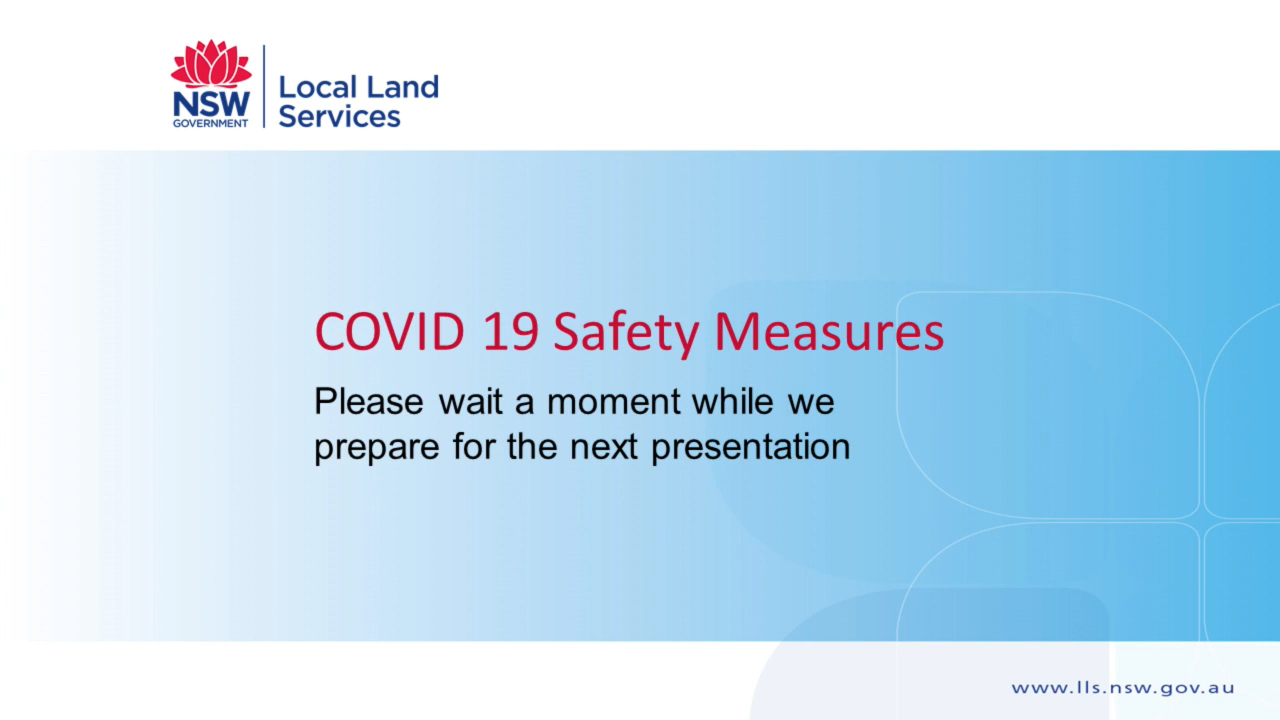 NSW
GOVERNMENT
Local Land
Services
COVID 19 Safety Measures
Please wait a moment while we
prepare for the next presentation
www.lls.nsw.gov.au